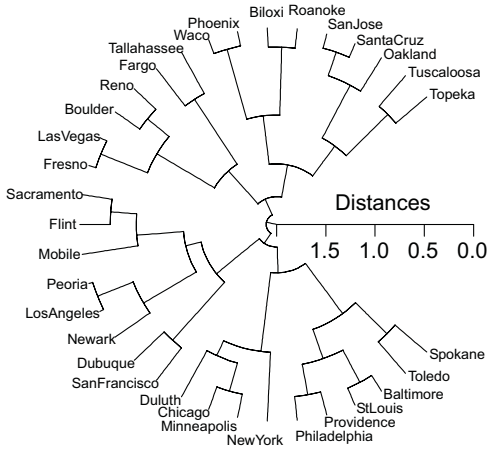 Biloxi
Roanoke
Phoenix
SanJose
Waco
SantaCruz
Tallahassee
Oakland
Fargo
Tuscaloosa
Reno
Topeka
Boulder
LasVegas
Fresno
Sacramento
Distances
Flint
1.5 1.0 0.5 0.0
Mobile
Peoria
LosAngeles
Newark
Spokane
Dubuque
Toledo
SanFrancisco
Baltimore
Duluth
StLouis
Chicago
Providence
Minneapolis
Philadelphia
NewYork